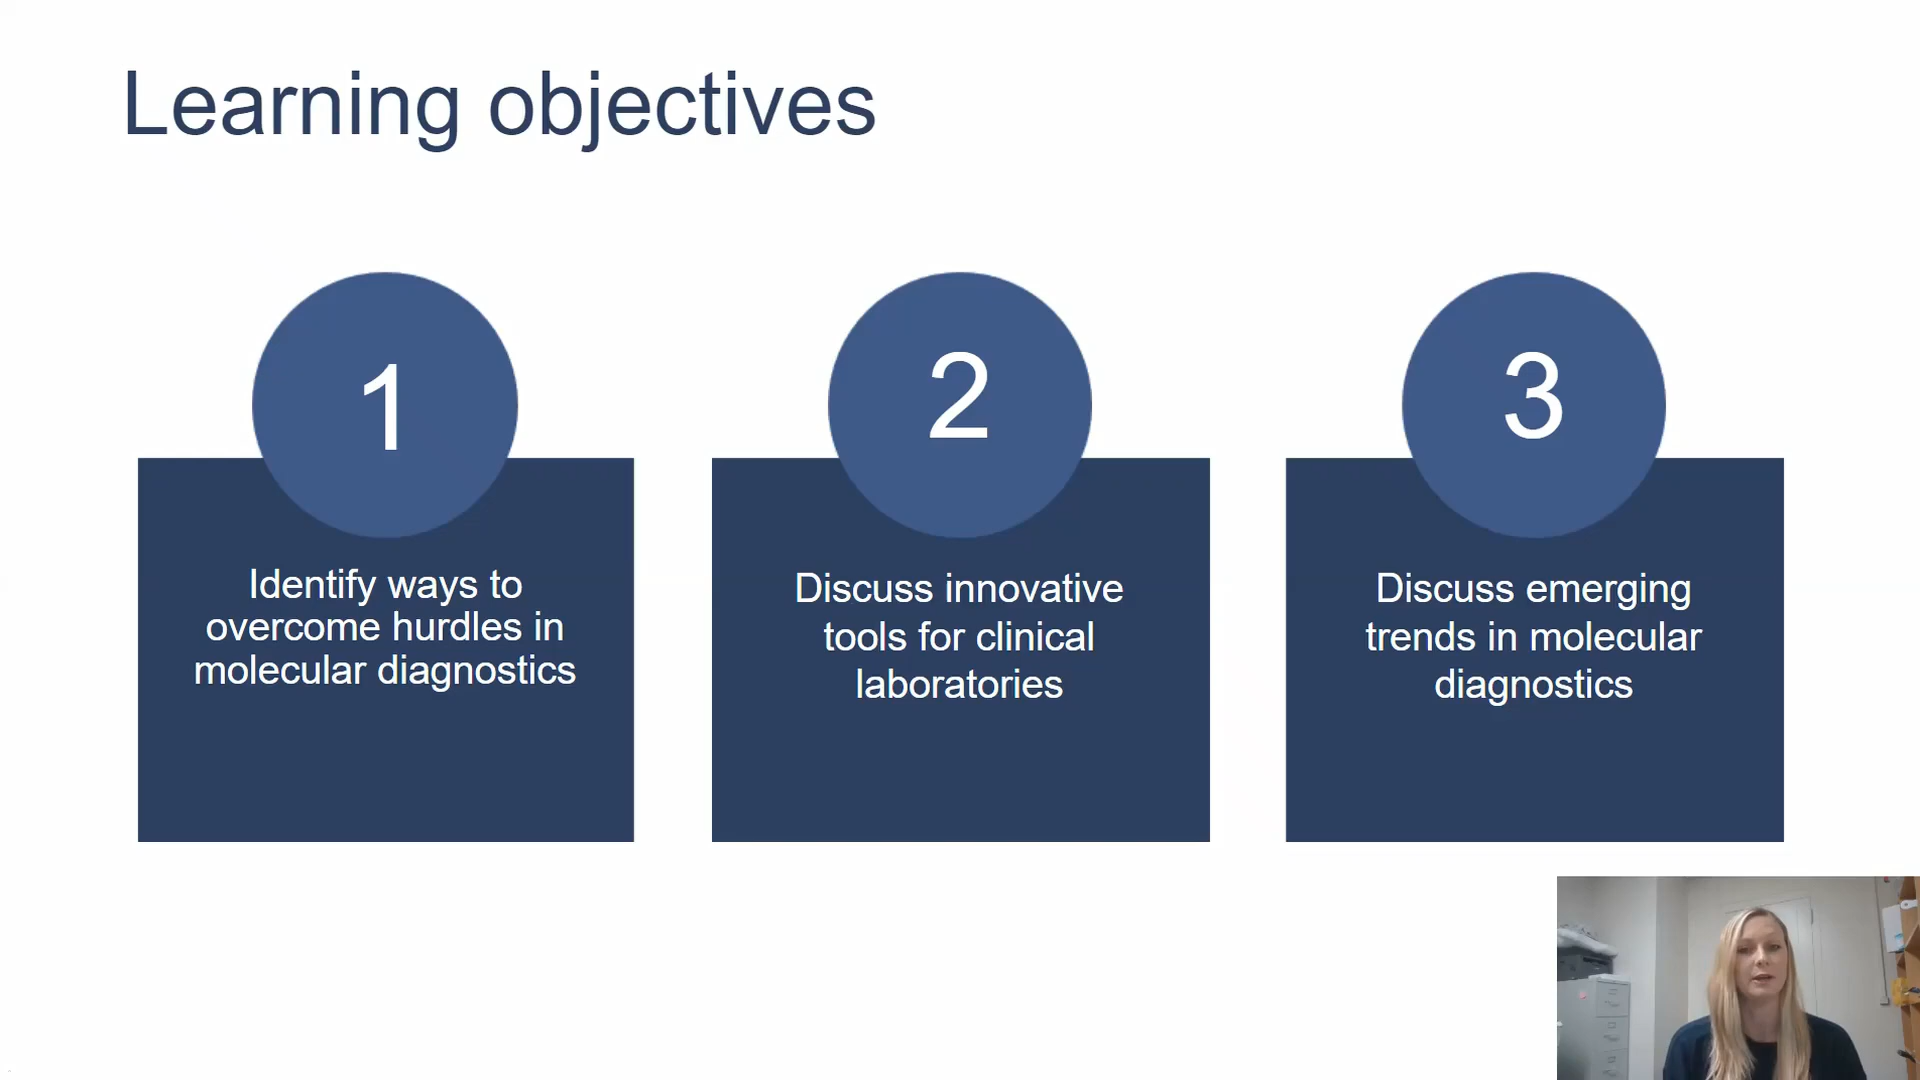 Learning objectives
1
Identify ways to
overcome hurdles in
molecular diagnostics
2
Discuss innovative
tools for clinical
laboratories
3
Discuss emerging
trends in molecular
diagnostics